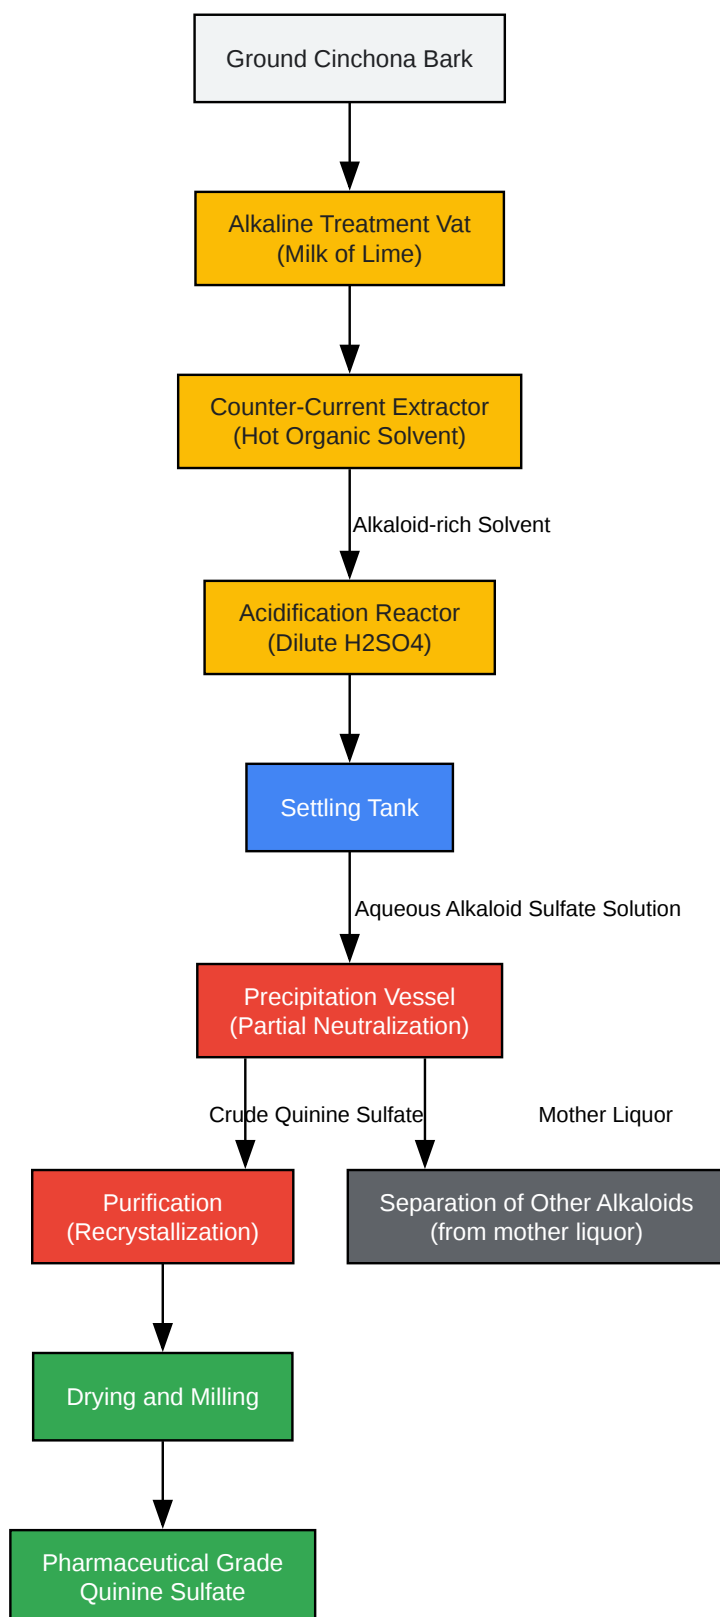 Ground Cinchona Bark
Alkaline Treatment Vat
(Milk of Lime)
Counter-Current Extractor
(Hot Organic Solvent)
Alkaloid-rich Solvent
Acidification Reactor
(Dilute H2SO4)
Settling Tank
Aqueous Alkaloid Sulfate Solution
Precipitation Vessel
(Partial Neutralization)
Crude Quinine Sulfate
Mother Liquor
Purification
(Recrystallization)
Separation of Other Alkaloids
(from mother liquor)
Drying and Milling
Pharmaceutical Grade
Quinine Sulfate